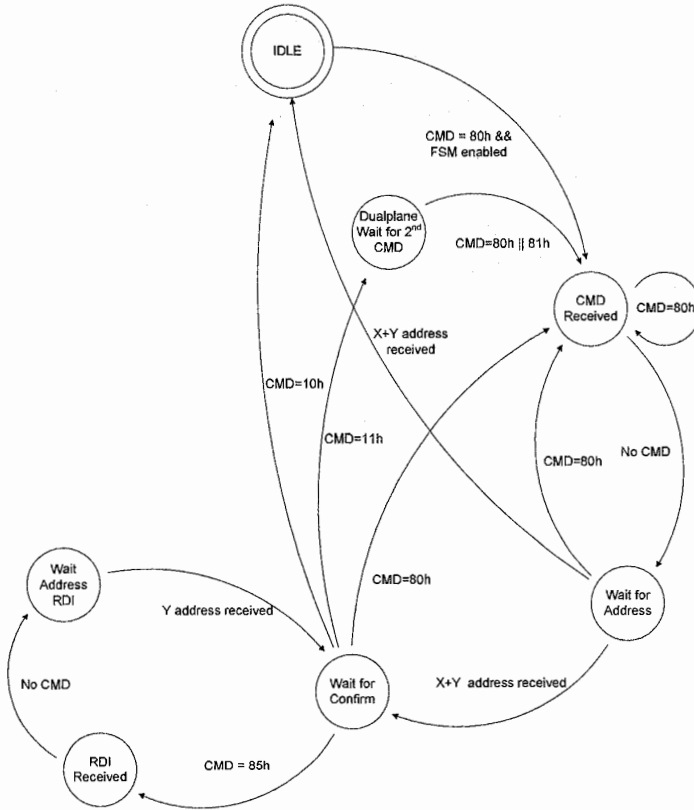 IDLE
CMD = 80h &&
FSM enabled
Dualplane
Wait for 2nd
CMD
CMD=80h || 81h
CMD
Received
CMD=80h
X+Y address
received
CMD=10h
CMD=11h
CMD=80h
No CMD
Wait
Address
RDI
CMD=80h
Wait for
Address
Y address received
No CMD
Wait for
Confirm
X+Y address received
CMD = 85h
RDI
Received